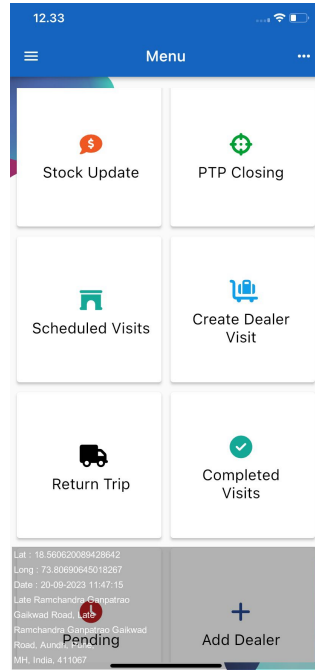 12.33
Menu
Stock Update
PTP Closing
Scheduled Visits
Create Dealer
Visit
Return Trip
Completed
Visits
Lat : 18.560620089428642
Long : 73.80690645018267
Date : 20-09-2023 11:47:15
Late Ramchandra Ganpatrao
Gaikwad Road, Late
Ramchandra Ganpatrao Gaikwad
Road, Aundh, Pune,
MH, India, 411067
Pending
Add Dealer